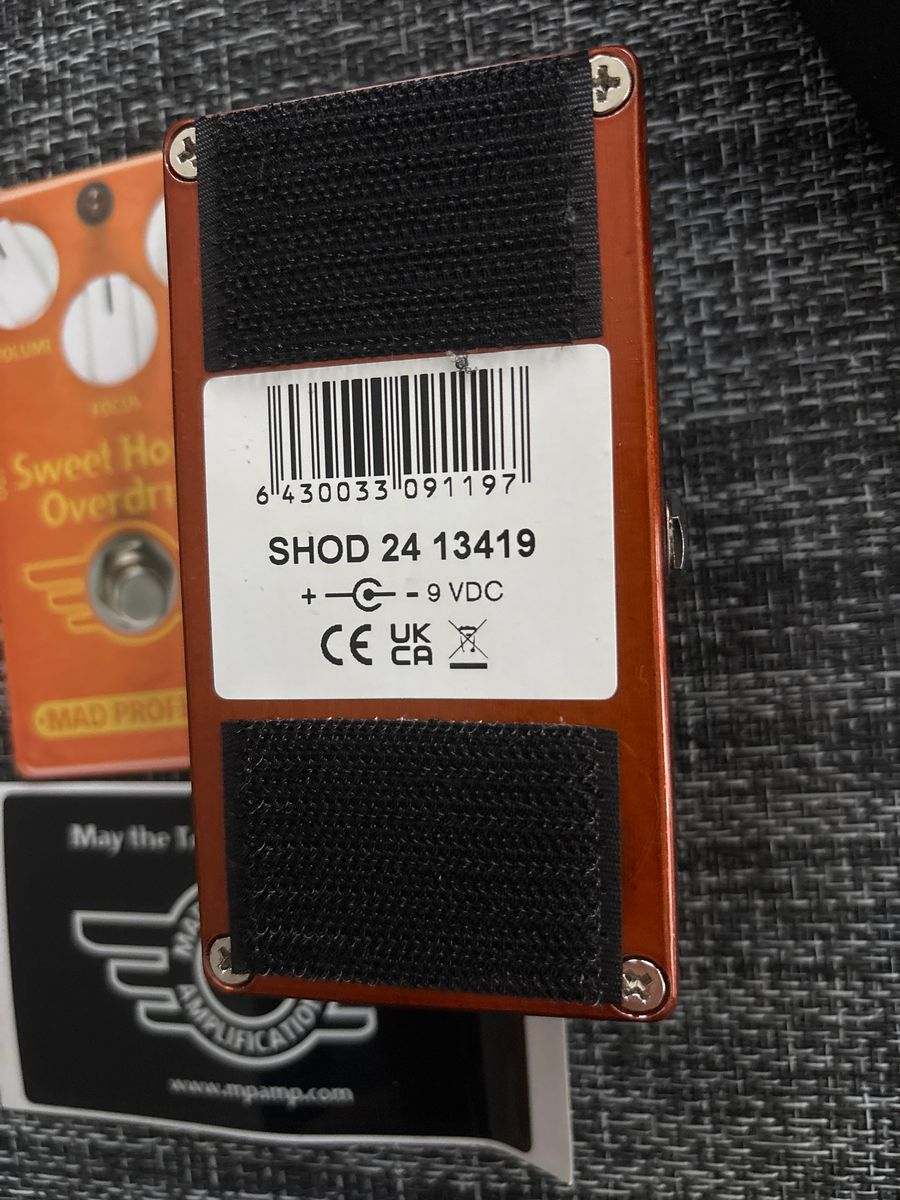 6 430033 091197
SHOD 24 13419
+ - 9 VDC
CE UK
CA
VOLUME
FOCUS
Sweet Ho
Overdr
MAD PROF
May the
AMPLIFICATION
www.mpamp.com